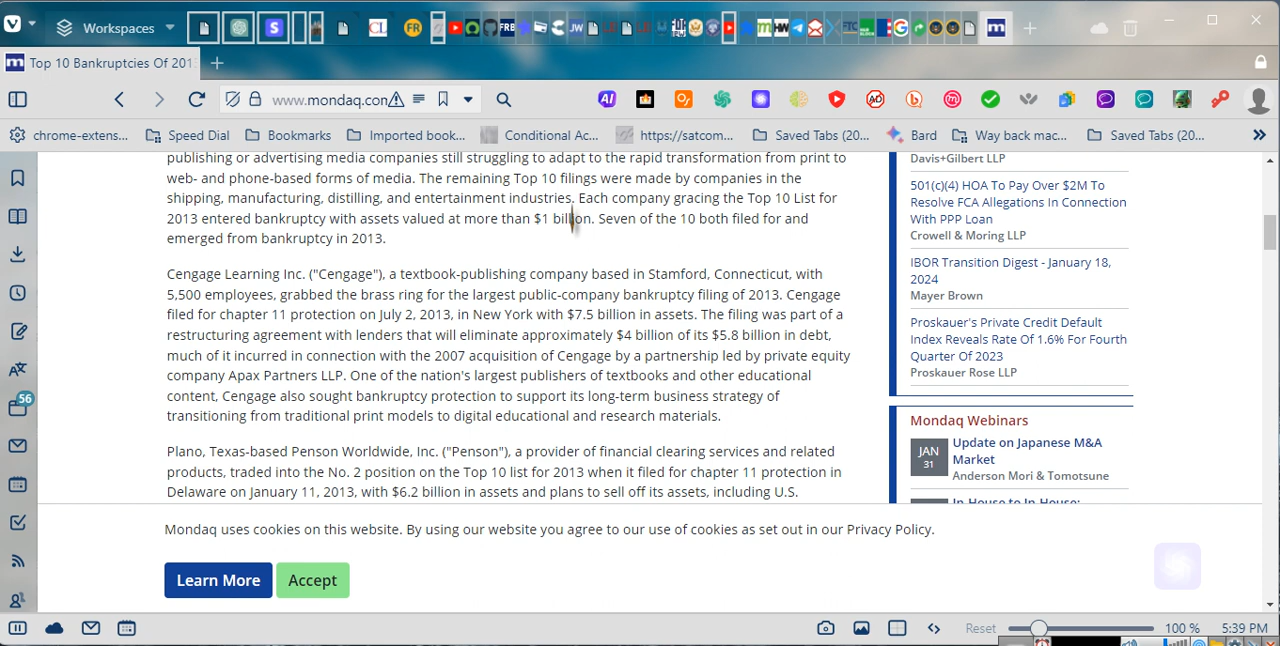 Workspaces
CL
FR
FRB
JW
HW
FTC
Top 10 Bankruptcies Of 201
www.mondaq.con
chrome-extens...
Speed Dial
Bookmarks
Imported book...
Conditional Ac...
https://satcom...
Saved Tabs (20...
Bard
Way back mac...
Saved Tabs (20...
publishing or advertising media companies still struggling to adapt to the rapid transformation from print to
web- and phone-based forms of media. The remaining Top 10 filings were made by companies in the
shipping, manufacturing, distilling, and entertainment industries. Each company gracing the Top 10 List for
2013 entered bankruptcy with assets valued at more than $1 billion. Seven of the 10 both filed for and
emerged from bankruptcy in 2013.
Cengage Learning Inc. ("Cengage"), a textbook-publishing company based in Stamford, Connecticut, with
5,500 employees, grabbed the brass ring for the largest public-company bankruptcy filing of 2013. Cengage
filed for chapter 11 protection on July 2, 2013, in New York with $7.5 billion in assets. The filing was part of a
restructuring agreement with lenders that will eliminate approximately $4 billion of its $5.8 billion in debt,
much of it incurred in connection with the 2007 acquisition of Cengage by a partnership led by private equity
company Apax Partners LLP. One of the nation's largest publishers of textbooks and other educational
content, Cengage also sought bankruptcy protection to support its long-term business strategy of
transitioning from traditional print models to digital educational and research materials.
Plano, Texas-based Penson Worldwide, Inc. ("Penson"), a provider of financial clearing services and related
products, traded into the No. 2 position on the Top 10 list for 2013 when it filed for chapter 11 protection in
Delaware on January 11, 2013, with $6.2 billion in assets and plans to sell off its assets, including U.S.
Davis+Gilbert LLP
501(c)(4) HOA To Pay Over $2M To
Resolve FCA Allegations In Connection
With PPP Loan
Crowell & Moring LLP
IBOR Transition Digest - January 18,
2024
Mayer Brown
Proskauer's Private Credit Default
Index Reveals Rate Of 1.6% For Fourth
Quarter Of 2023
Proskauer Rose LLP
Mondaq Webinars
JAN
31
Update on Japanese M&A
Market
Anderson Mori & Tomotsune
In-House to In-House:
Mondaq uses cookies on this website. By using our website you agree to our use of cookies as set out in our Privacy Policy.
Learn More
Accept
56
Reset
100 %
5:39 PM